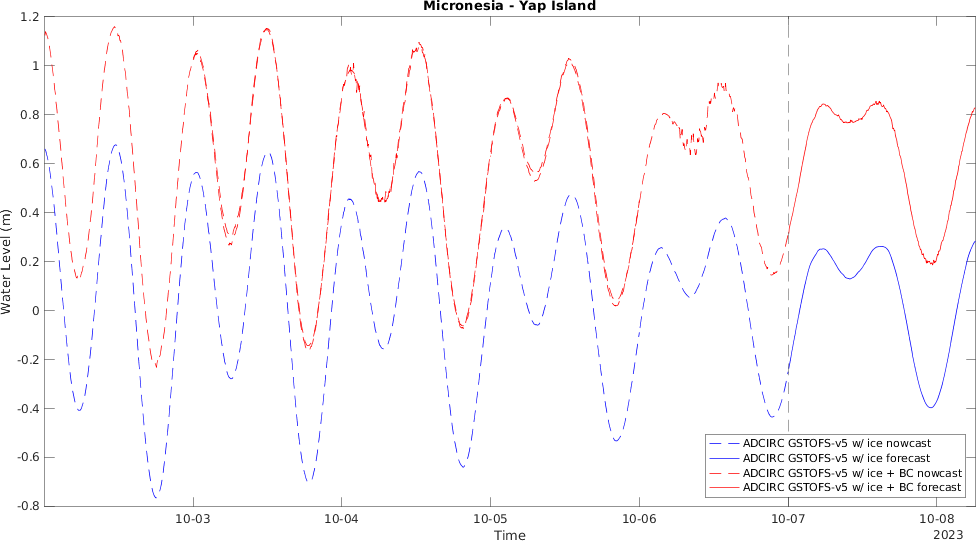 Micronesia - Yap Island
1.2
1
0.8
0.6
0.4
0.2
0
-0.2
-0.4
-0.6
-0.8
Water Level (m)
ADCIRC GSTOFS-v5 w/ ice nowcast
ADCIRC GSTOFS-v5 w/ ice forecast
ADCIRC GSTOFS-v5 w/ ice + BC nowcast
ADCIRC GSTOFS-v5 w/ ice + BC forecast
10-03 10-04 10-05 10-06 10-07 10-08
Time
2023